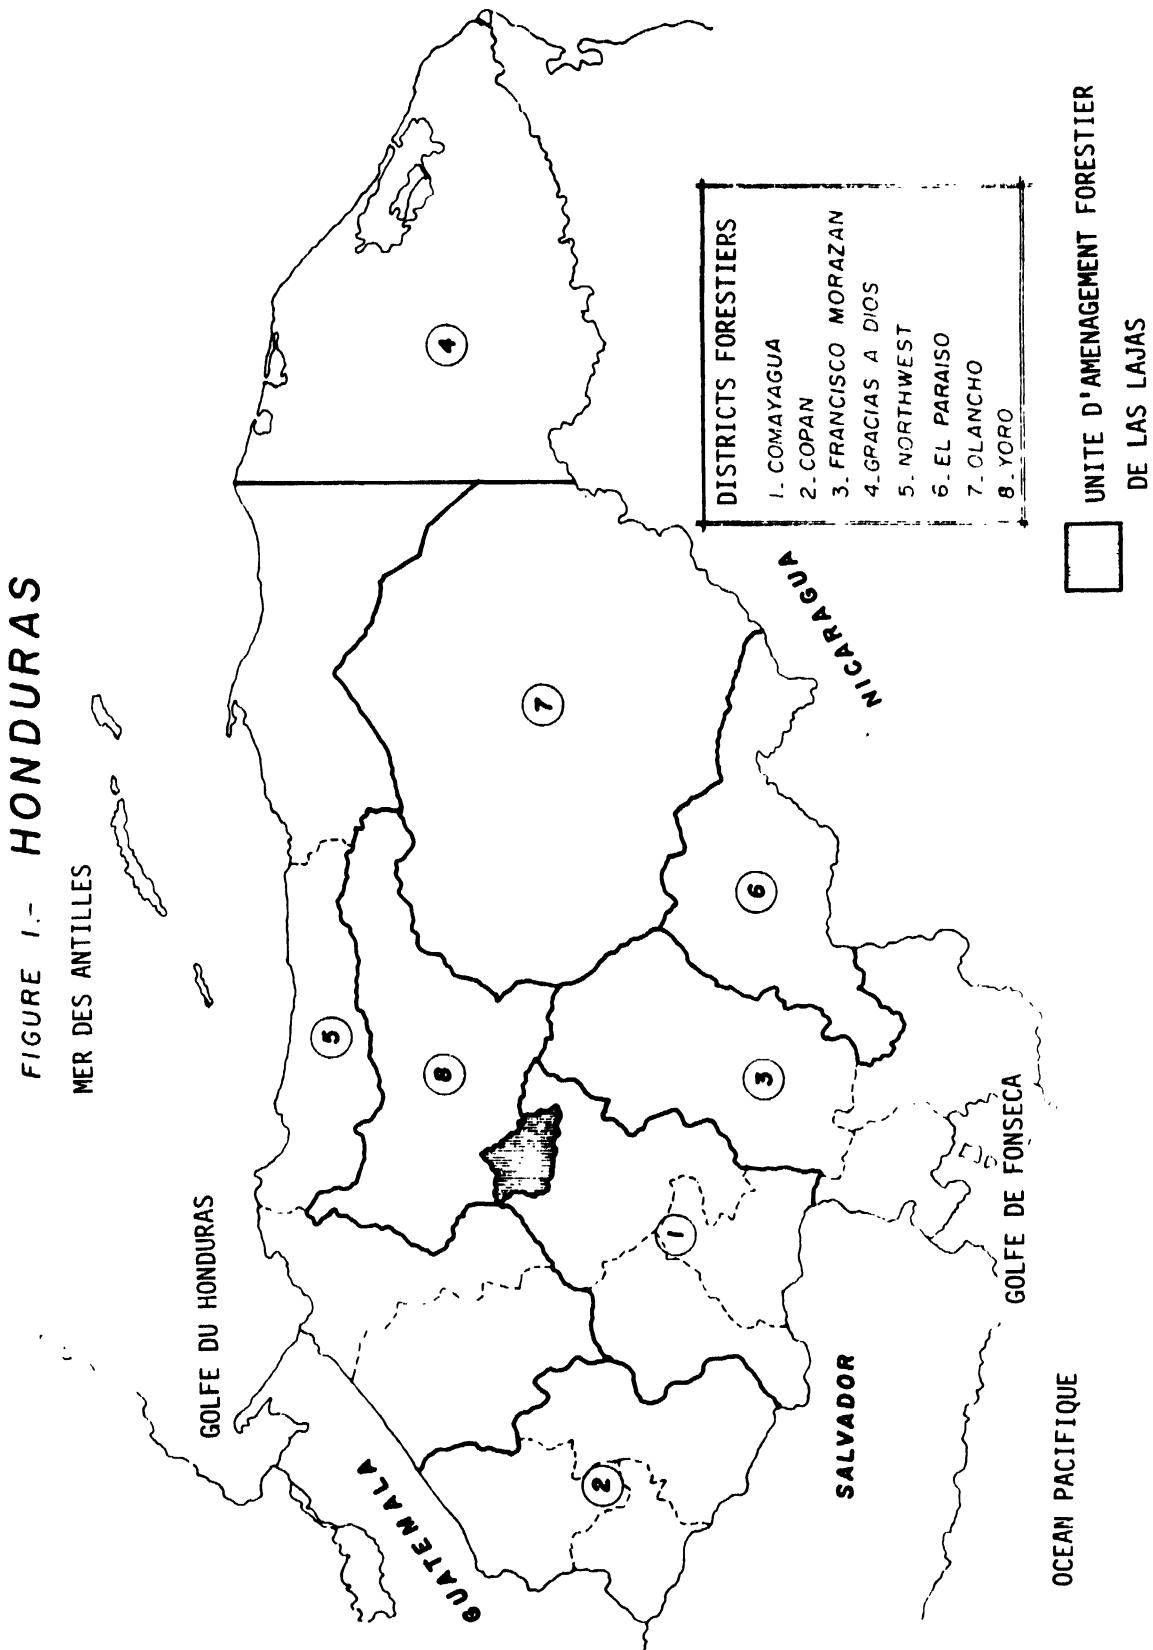 FIGURE 1.- HONDURAS
MER DES ANTILLES
GOLFE DU HONDURAS
GUATEMALA
5
8
4
7
2
1
3
6
SALVADOR
NICARAGUA
GOLFE DE FONSECA
OCEAN PACIFIQUE
DISTRICTS FORESTIERS
1. COMAYAGUA
2. COPAN
3. FRANCISCO MORAZAN
4. GRACIAS A DIOS
5. NORTHWEST
6. EL PARAISO
7. OLANCHO
8. YORO
UNITE D'AMENAGEMENT FORESTIER
DE LAS LAJAS